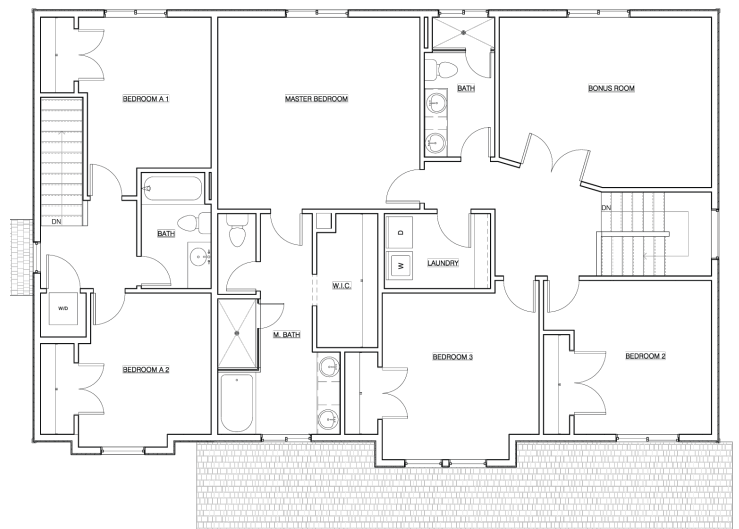 BEDROOM A 1
MASTER BEDROOM
BATH
BONUS ROOM
DN
BATH
DN
D
W
LAUNDRY
W.I.C.
W/D
M. BATH
BEDROOM A 2
BEDROOM 3
BEDROOM 2